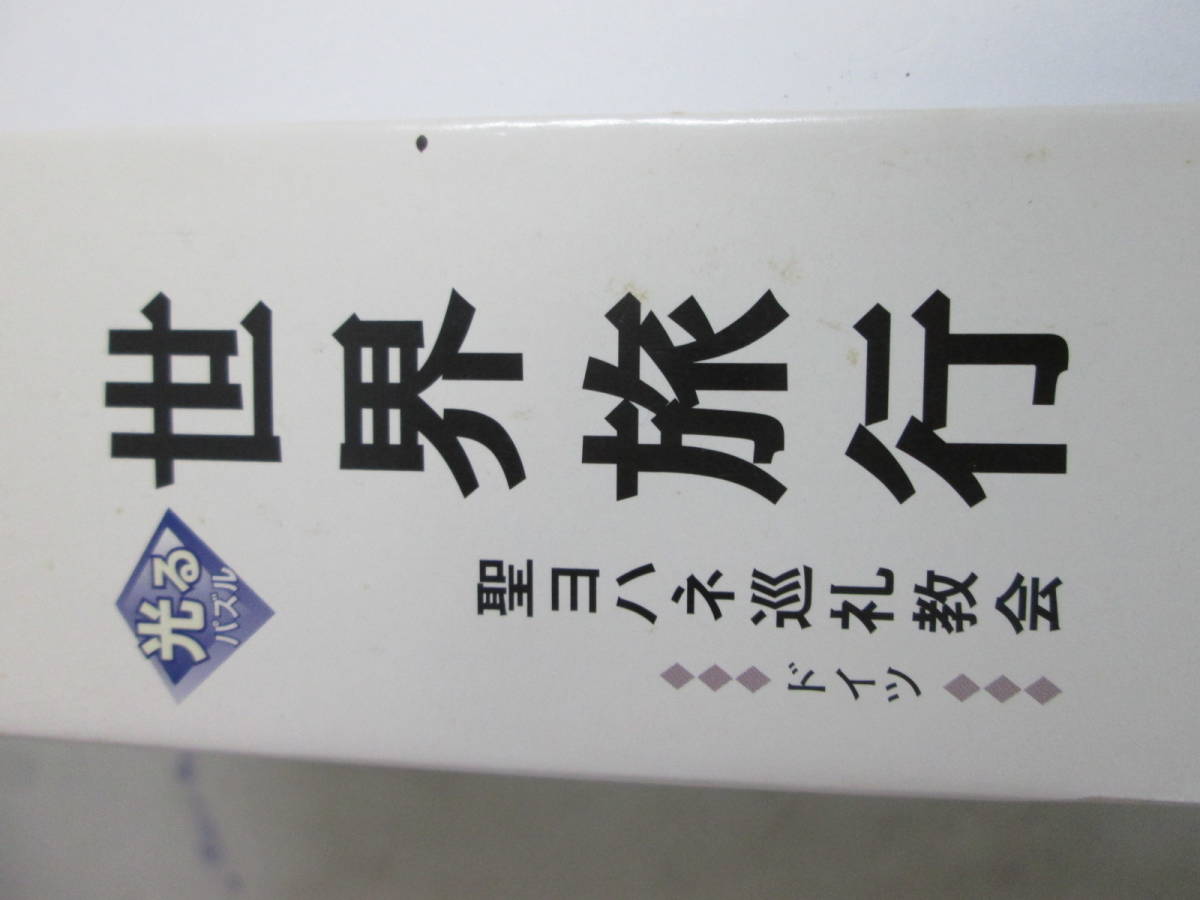 世界旅行
光る
パズル
聖ヨハネ巡礼教会
ドイツ